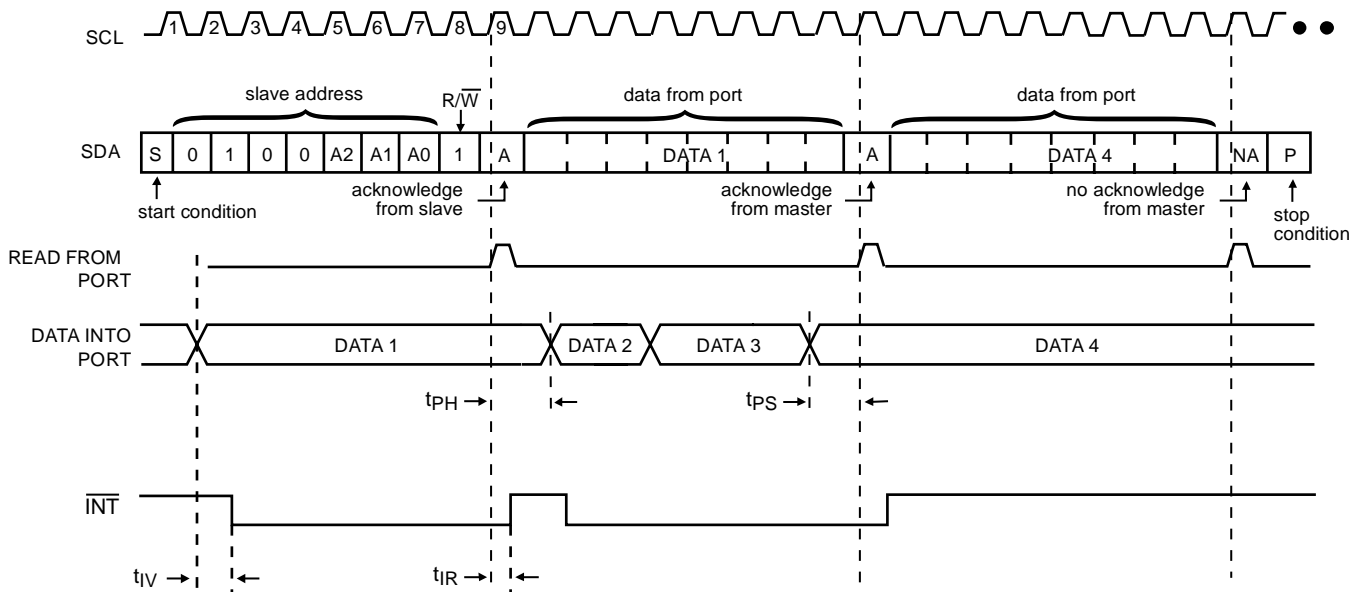 SCL
1 2 3 4 5 6 7 8 9
slave address
R/W̅
data from port
data from port
SDA
S 0 1 0 0 A2 A1 A0 1 A DATA 1 A DATA 4 NA P
start condition
acknowledge
from slave
acknowledge
from master
no acknowledge
from master
stop
condition
READ FROM
PORT
DATA INTO
PORT
DATA 1 DATA 2 DATA 3 DATA 4
tPH
tPS
I̅N̅T̅
tIV
tIR